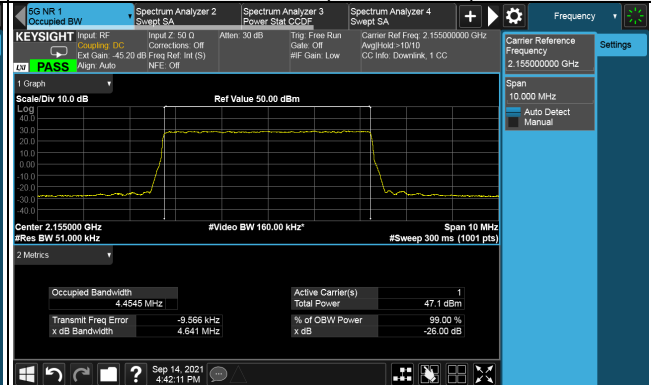 5G NR 1
Occupied BW
Spectrum Analyzer 2
Swept SA
Spectrum Analyzer 3
Power Stat CCDF
Spectrum Analyzer 4
Swept SA
Frequency
KEYSIGHT
LXI
PASS
Input: RF
Coupling: DC
Ext Gain: -45.20 dB
Align: Auto
Input Z: 50 Ω
Corrections: Off
Freq Ref: Int (S)
NFE: Off
Atten: 30 dB
Trig: Free Run
Gate: Off
#IF Gain: Low
Carrier Ref Freq: 2.155000000 GHz
Avg|Hold:>10/10
CC Info: Downlink, 1 CC
Carrier Reference
Frequency
2.155000000 GHz
Settings
Span
10.000 MHz
Auto Detect
Manual
1 Graph
Scale/Div 10.0 dB
Ref Value 50.00 dBm
Log
40.0
30.0
20.0
10.0
0.00
-10.0
-20.0
-30.0
-40.0
Center 2.155000 GHz
#Video BW 160.00 kHz*
Span 10 MHz
#Res BW 51.000 kHz
#Sweep 300 ms (1001 pts)
2 Metrics
Occupied Bandwidth
4.4545 MHz
Active Carrier(s) 1
Total Power 47.1 dBm
Transmit Freq Error -9.566 kHz
% of OBW Power 99.00 %
x dB Bandwidth 4.641 MHz
x dB -26.00 dB
?
Sep 14, 2021
4:42:11 PM